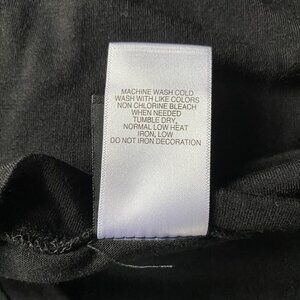 MACHINE WASH COLD
WASH WITH LIKE COLORS
NON CHLORINE BLEACH
WHEN NEEDED
TUMBLE DRY,
NORMAL LOW HEAT
IRON, LOW
DO NOT IRON DECORATION